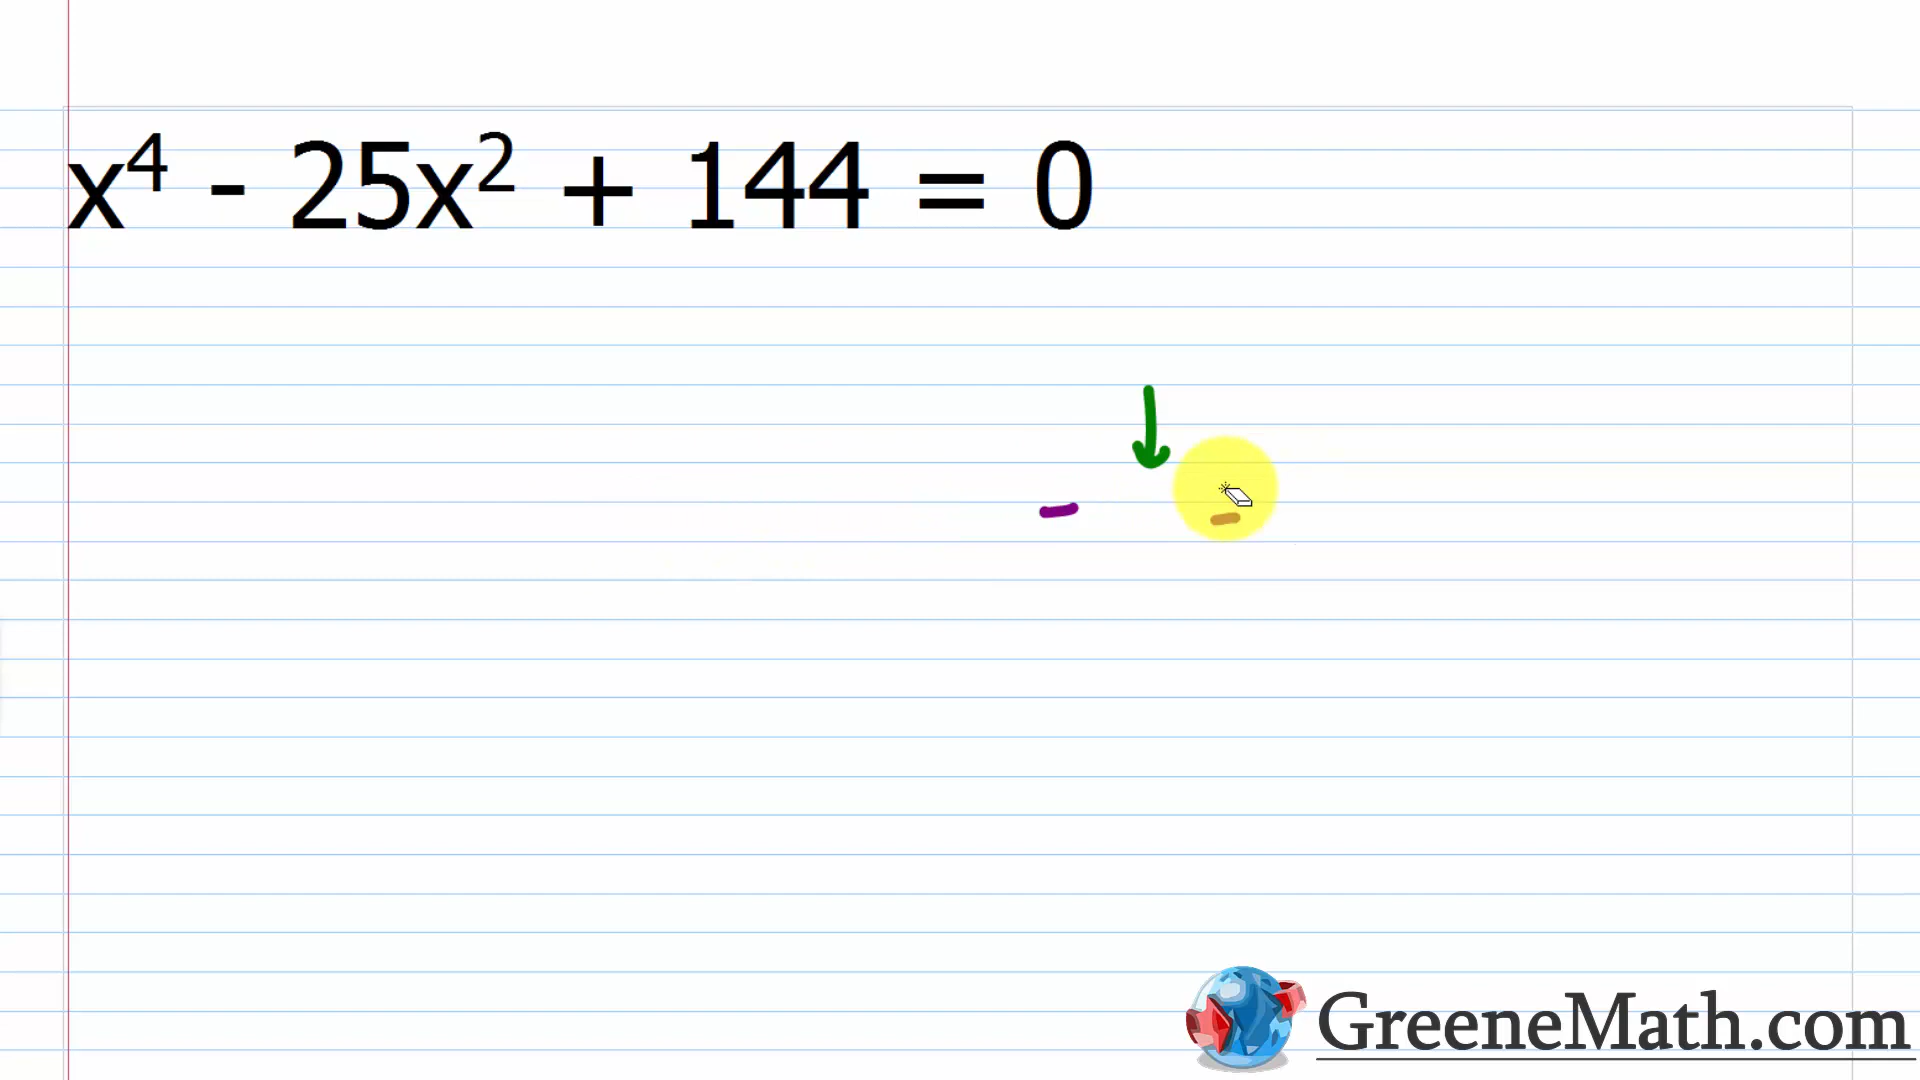 x⁴ - 25x² + 144 = 0
GreeneMath.com